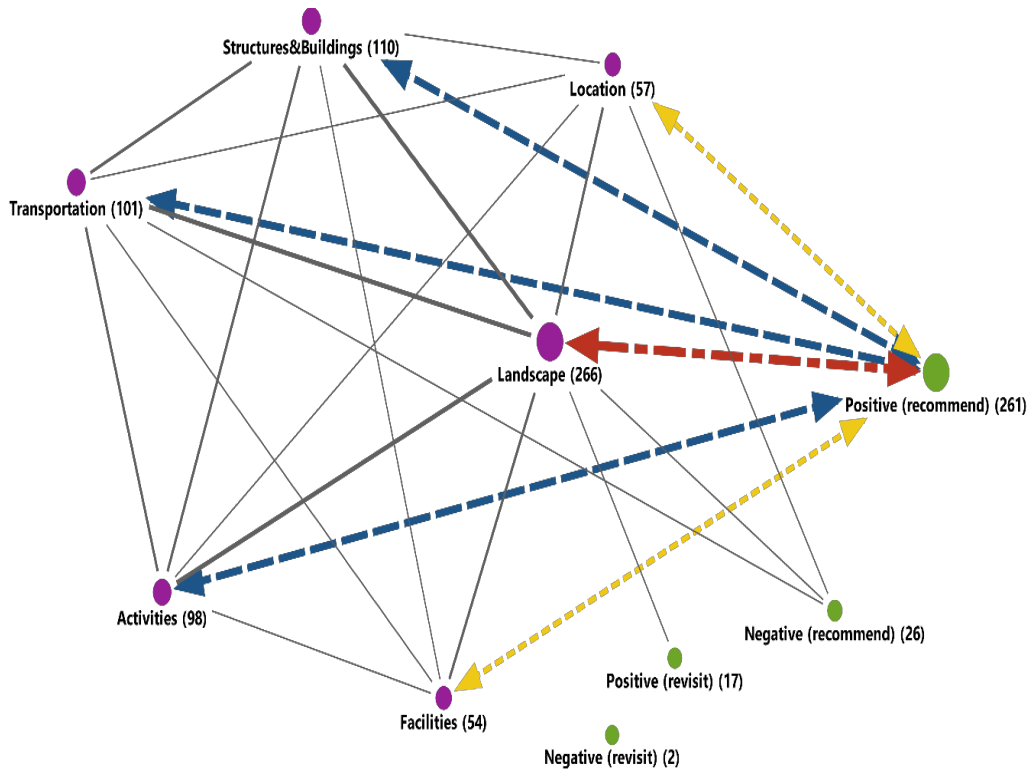 Structures&Buildings (110)
Location (57)
Transportation (101)
Landscape (266)
Positive (recommend) (261)
Activities (98)
Negative (recommend) (26)
Positive (revisit) (17)
Facilities (54)
Negative (revisit) (2)